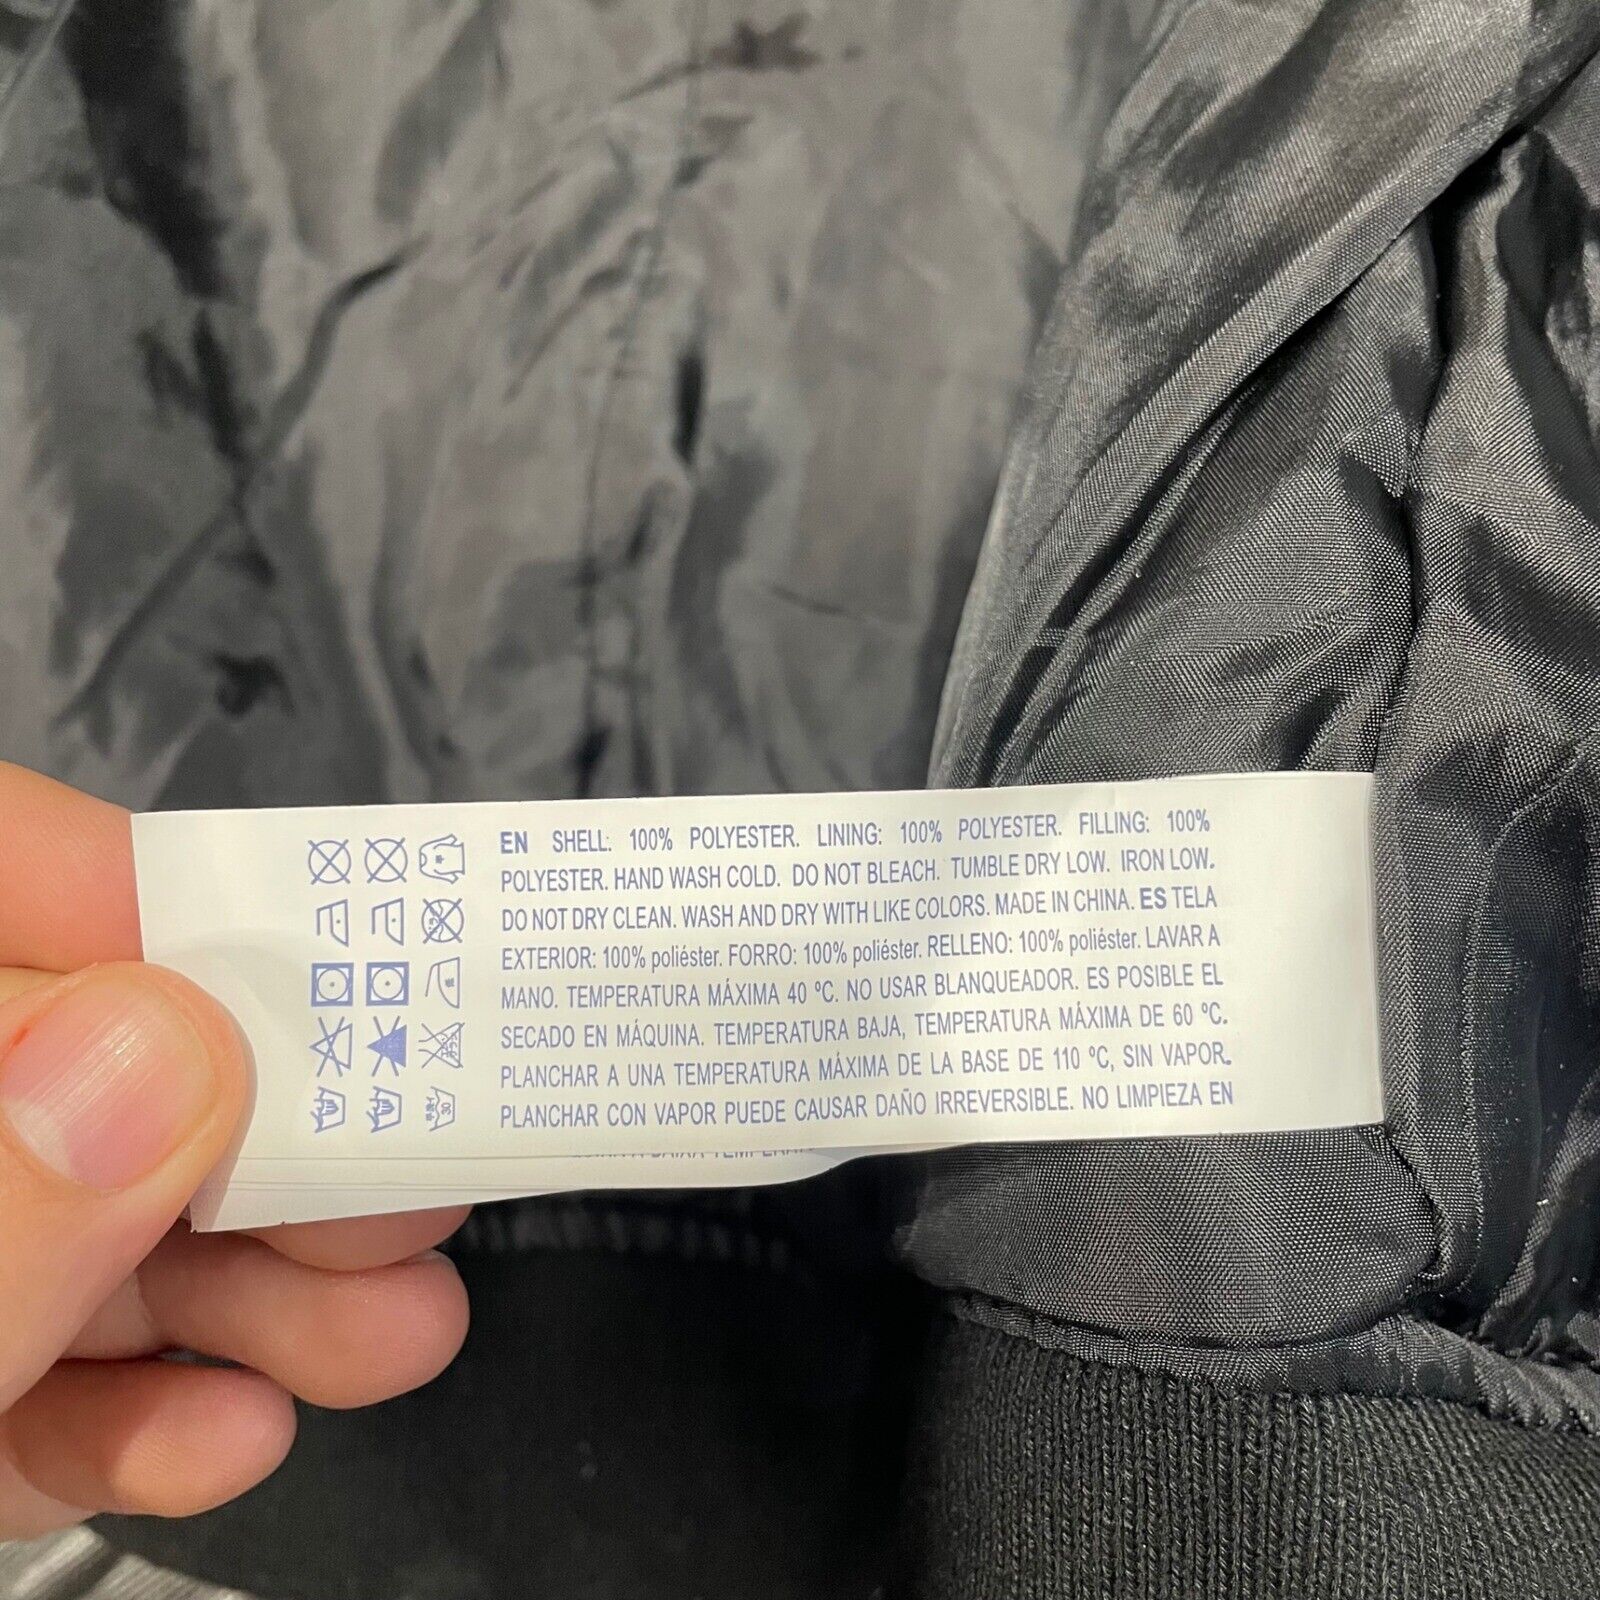 EN SHELL: 100% POLYESTER. LINING: 100% POLYESTER. FILLING: 100%
POLYESTER. HAND WASH COLD. DO NOT BLEACH. TUMBLE DRY LOW. IRON LOW.
DO NOT DRY CLEAN. WASH AND DRY WITH LIKE COLORS. MADE IN CHINA. ES TELA
EXTERIOR: 100% poliéster. FORRO: 100% poliéster. RELLENO: 100% poliéster. LAVAR A
MANO. TEMPERATURA MÁXIMA 40 ºC. NO USAR BLANQUEADOR. ES POSIBLE EL
SECADO EN MÁQUINA. TEMPERATURA BAJA, TEMPERATURA MÁXIMA DE 60 ºC.
PLANCHAR A UNA TEMPERATURA MÁXIMA DE LA BASE DE 110 ºC, SIN VAPOR.
PLANCHAR CON VAPOR PUEDE CAUSAR DAÑO IRREVERSIBLE. NO LIMPIEZA EN
30